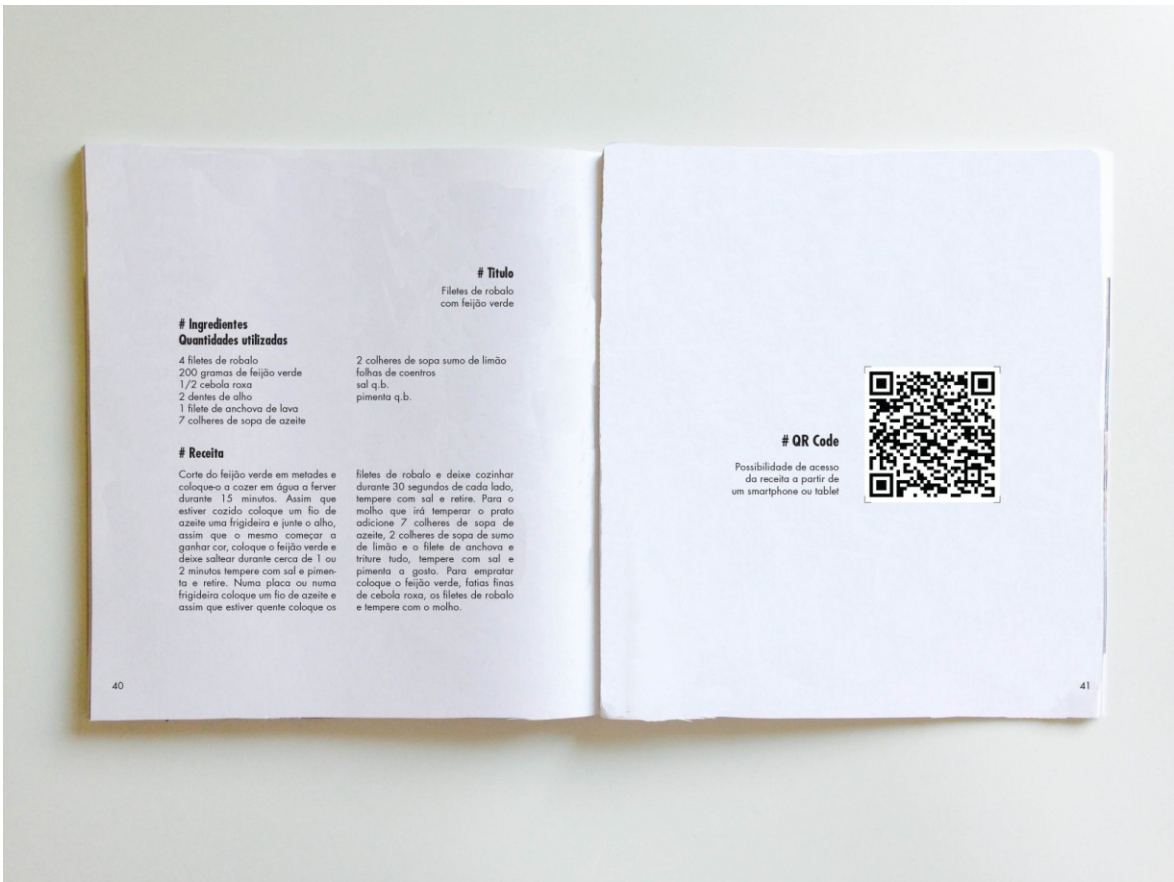 # Titulo
Filetes de robalo
com feijão verde
# Ingredientes
Quantidades utilizadas
4 filetes de robalo
200 gramas de feijão verde
1/2 cebola roxa
2 dentes de alho
1 filete de anchova de lava
7 colheres de sopa de azeite
2 colheres de sopa sumo de limão
folhas de coentros
sal q.b.
pimenta q.b.
# Receita
Corte do feijão verde em metades e
coloque-o a cozer em água a ferver
durante 15 minutos. Assim que
estiver cozido coloque um fio de
azeite uma frigideira e junte o alho,
assim que o mesmo começar a
ganhar cor, coloque o feijão verde e
deixe saltear durante cerca de 1 ou
2 minutos tempere com sal e pimen-
ta e retire. Numa placa ou numa
frigideira coloque um fio de azeite e
assim que estiver quente coloque os
filetes de robalo e deixe cozinhar
durante 30 segundos de cada lado,
tempere com sal e retire. Para o
molho que irá temperar o prato
adicione 7 colheres de sopa de
azeite, 2 colheres de sopa de sumo
de limão e o filete de anchova e
triture tudo, tempere com sal e
pimenta a gosto. Para empratar
coloque o feijão verde, fatias finas
de cebola roxa, os filetes de robalo
e tempere com o molho.
40
# QR Code
Possibilidade de acesso
da receita a partir de
um smartphone ou tablet
41